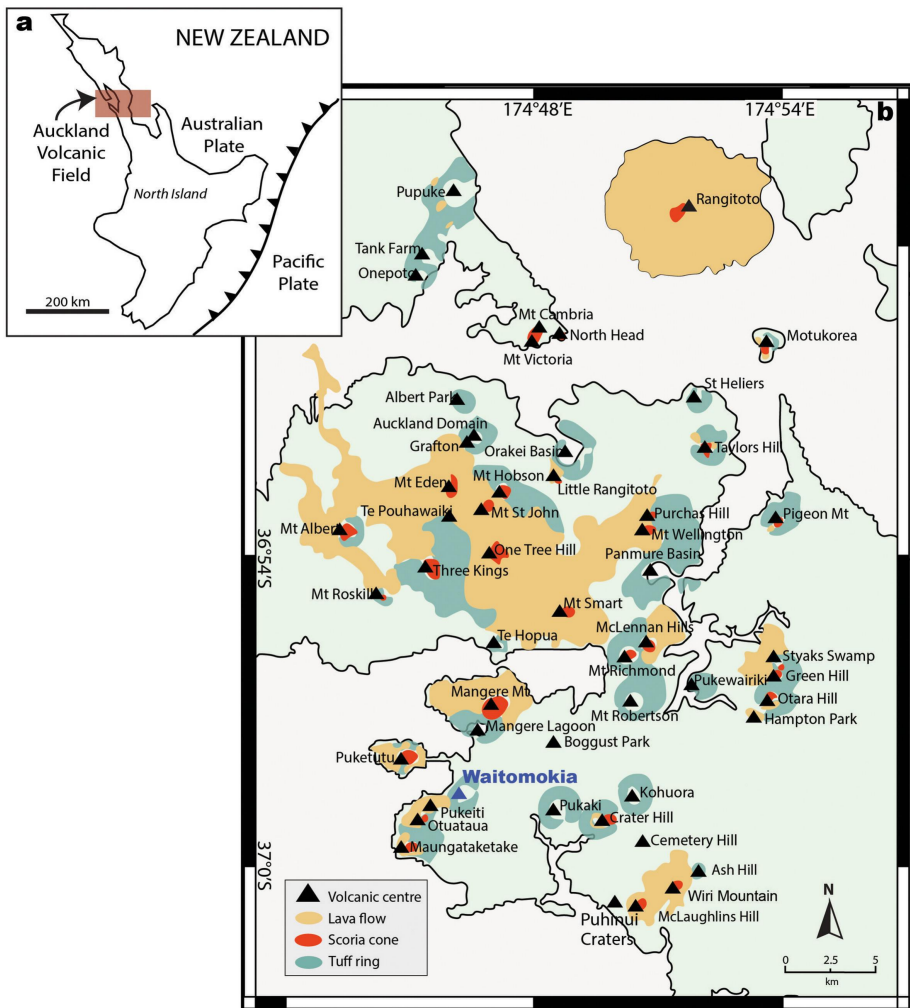 a
NEW ZEALAND
Auckland
Volcanic
Field
Australian
Plate
North Island
Pacific
Plate
200 km
b
174°48′E
174°54′E
Pupuke
Rangitoto
Tank Farm
Onepoto
Mt Cambria
North Head
Mt Victoria
Motukorea
St Heliers
Albert Park
Auckland Domain
Grafton
Orakei Basin
Taylors Hill
Mt Hobson
Mt Eden
Little Rangitoto
Te Pouhawaiki
Mt St John
Purchas Hill
Pigeon Mt
Mt Albert
Mt Wellington
36°54′S
One Tree Hill
Panmure Basin
Three Kings
Mt Roskill
Mt Smart
McLennan Hills
Te Hopua
Styaks Swamp
Mt Richmond
Pukewairiki
Green Hill
Mangere Mt
Otara Hill
Mt Robertson
Hampton Park
Mangere Lagoon
Boggust Park
Puketutu
Waitomokia
Kohuora
Pukaki
Pukeiti
Otuataua
Crater Hill
Maungataketake
Cemetery Hill
37°0′S
Ash Hill
Wiri Mountain
McLaughlins Hill
Puhinui
Craters
Volcanic centre
Lava flow
Scoria cone
Tuff ring
N
0 2.5 5
km